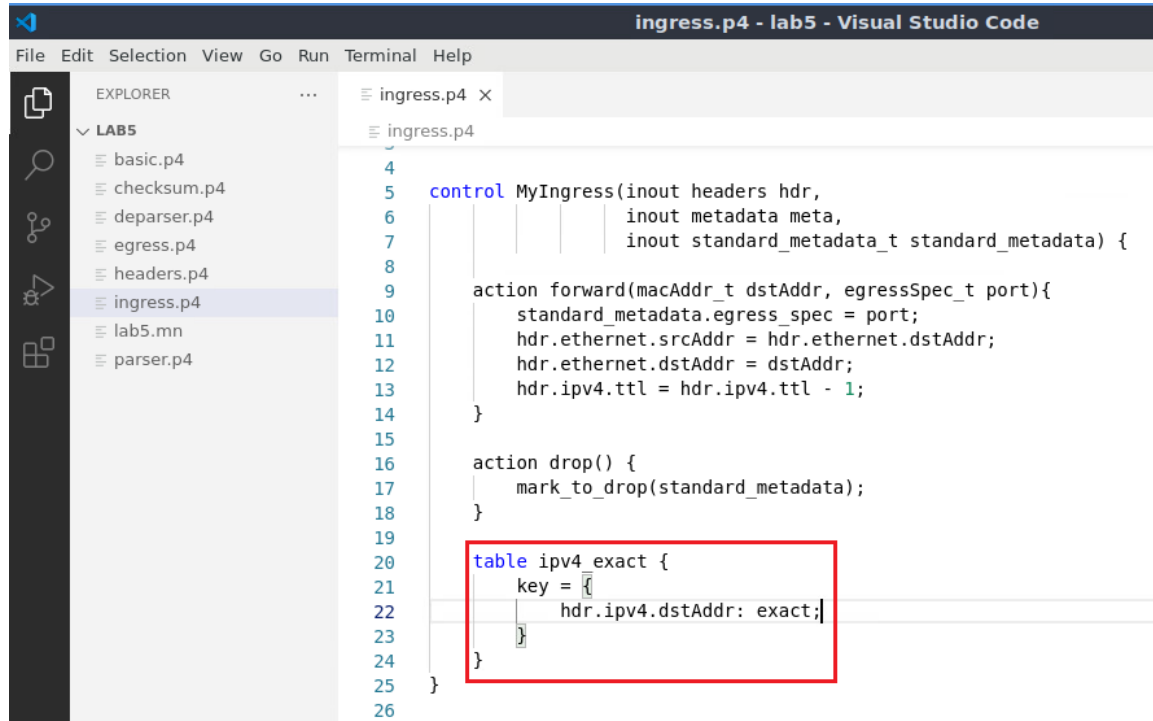 ingress.p4 - lab5 - Visual Studio Code
File Edit Selection View Go Run Terminal Help
EXPLORER ...
LAB5
basic.p4
checksum.p4
deparser.p4
egress.p4
headers.p4
ingress.p4
lab5.mn
parser.p4
ingress.p4 ×
ingress.p4
4
5 control MyIngress(inout headers hdr,
6 inout metadata meta,
7 inout standard_metadata_t standard_metadata) {
8
9 action forward(macAddr_t dstAddr, egressSpec_t port){
10 standard_metadata.egress_spec = port;
11 hdr.ethernet.srcAddr = hdr.ethernet.dstAddr;
12 hdr.ethernet.dstAddr = dstAddr;
13 hdr.ipv4.ttl = hdr.ipv4.ttl - 1;
14 }
15
16 action drop() {
17 mark_to_drop(standard_metadata);
18 }
19
20 table ipv4_exact {
21 key = {
22 hdr.ipv4.dstAddr: exact;
23 }
24 }
25 }
26